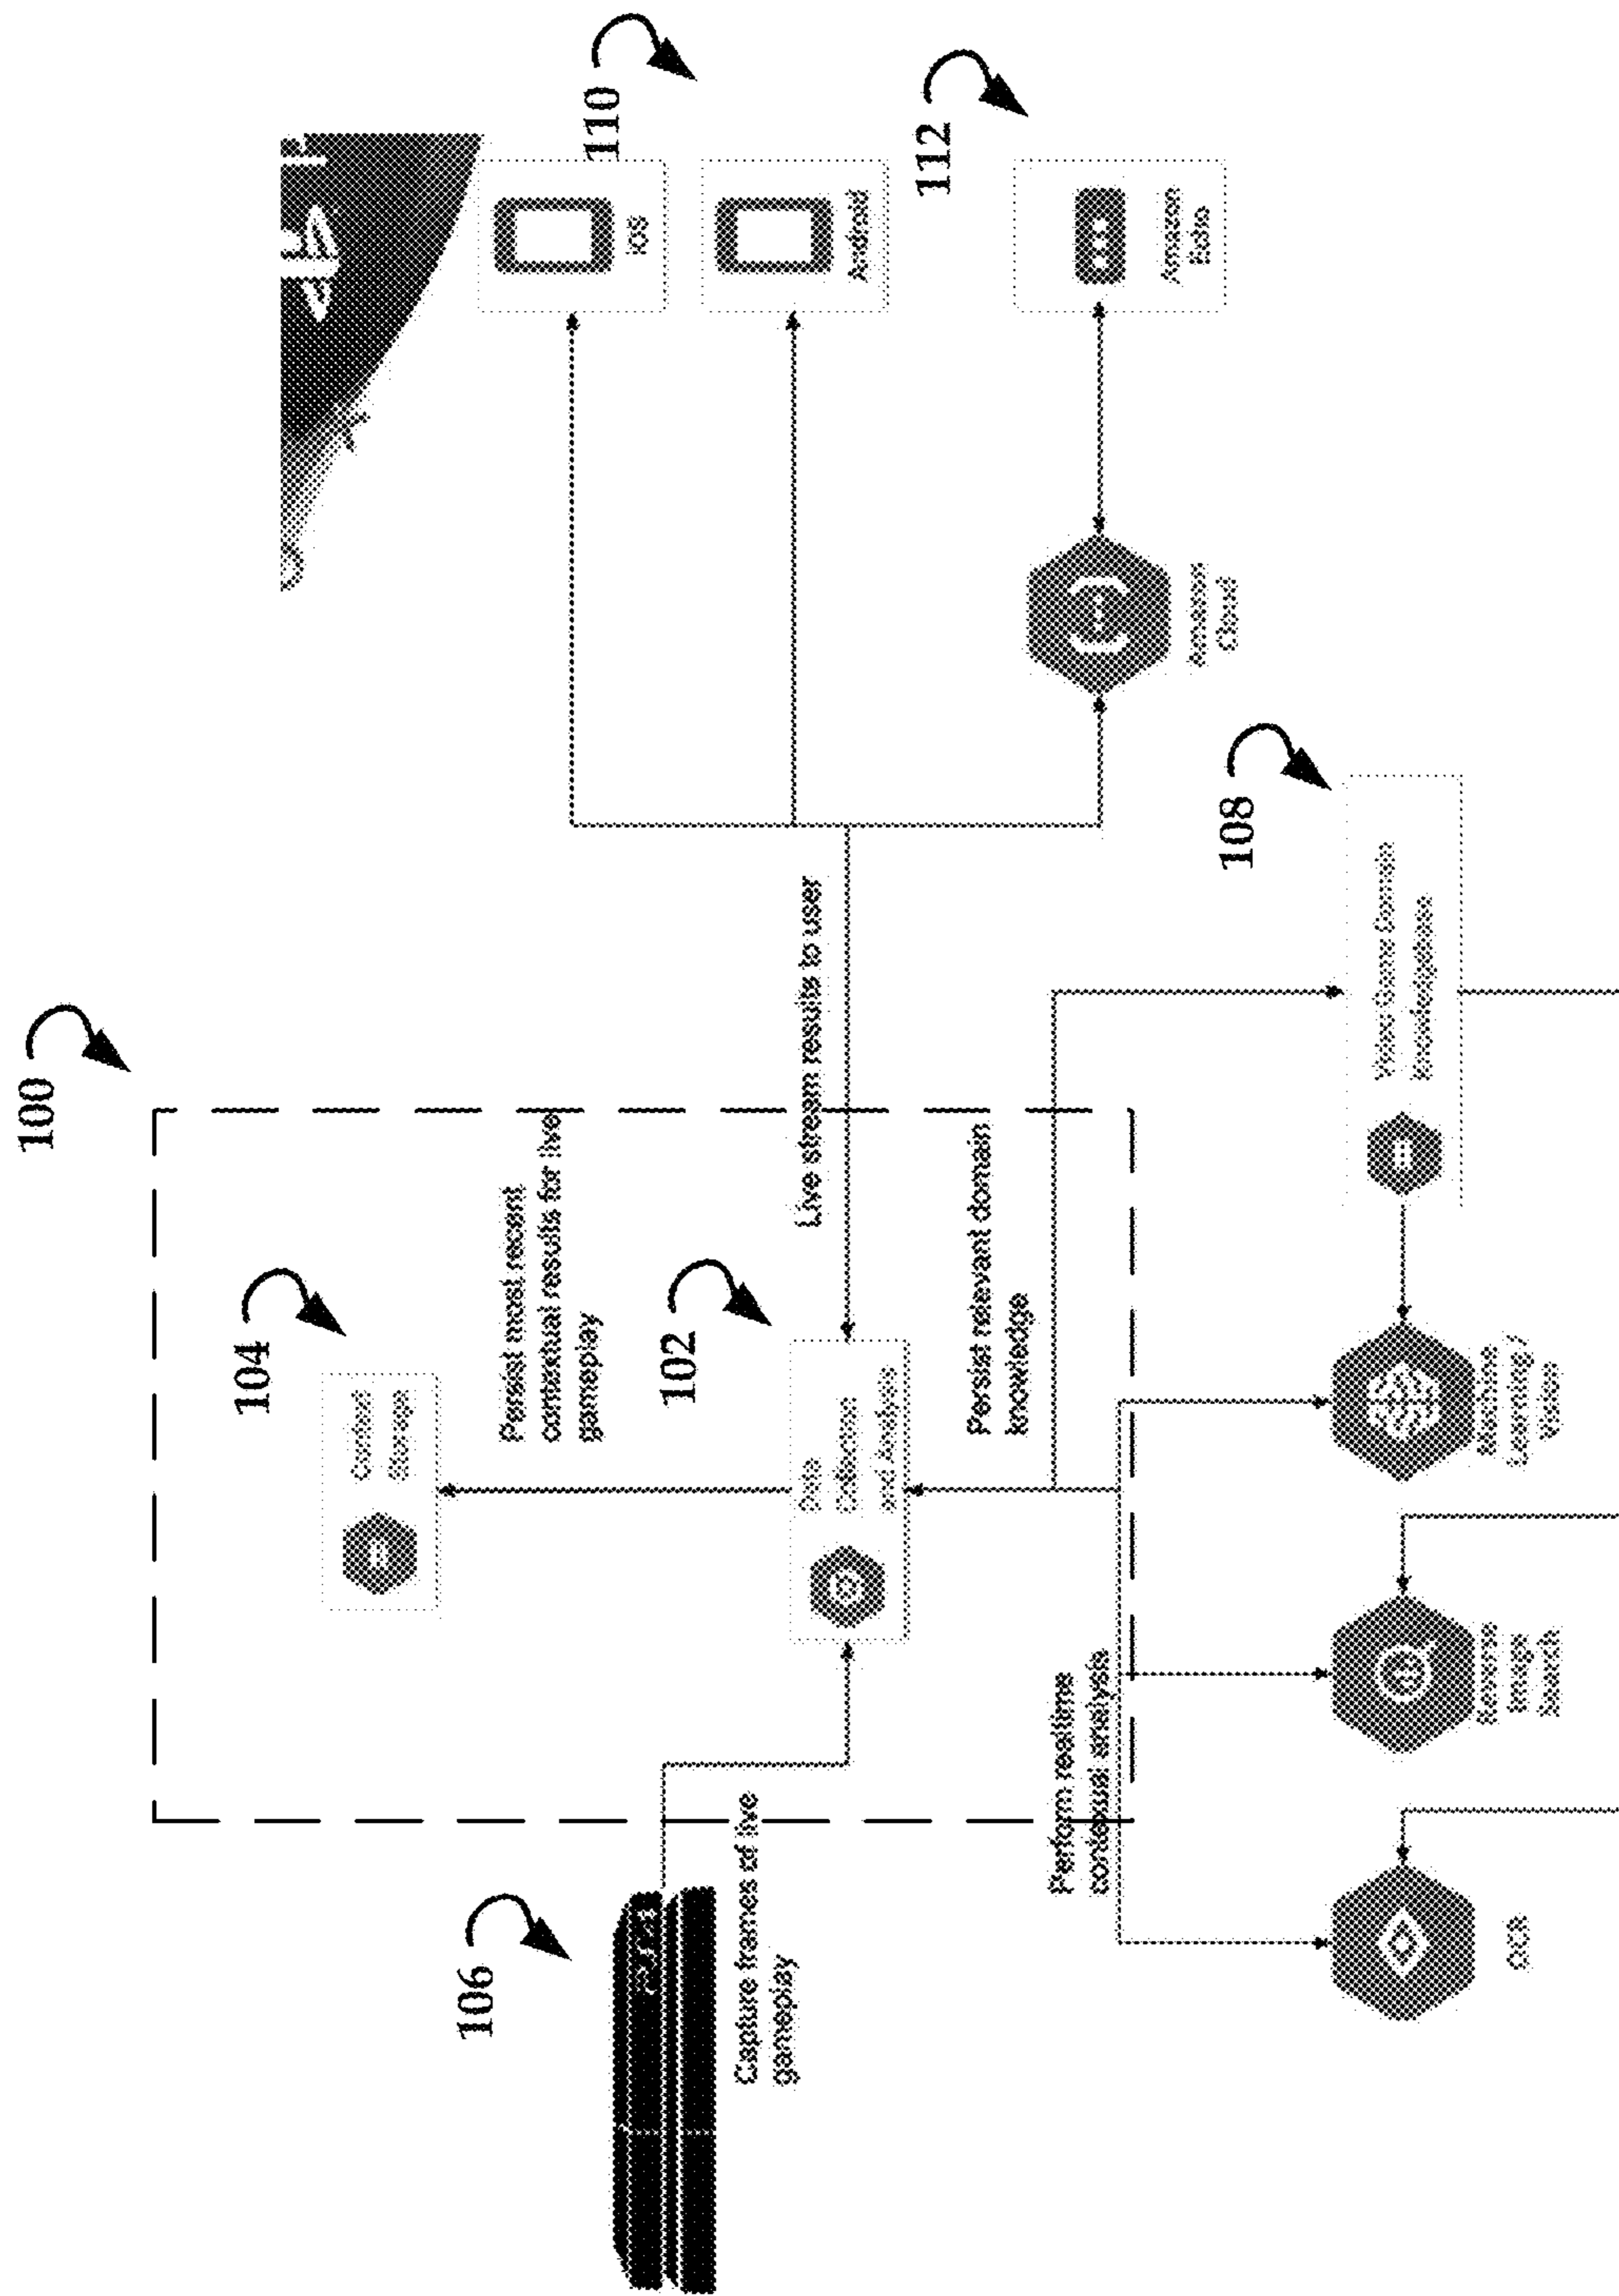 100
104
Context
Storage
Persist most recent
contextual results for live
gameplay
106
Capture frames of live
gameplay
102
Data
Collection
and Analysis
Live stream results to user
110
iOS
Android
112
Amazon
Echo
Amazon
Cloud
Persist relevant domain
knowledge
Perform realtime
contextual analysis
108
Video Game Domain
Knowledgebase
OCR
Reverse
Image
Search
Machine
Learning /
Vision